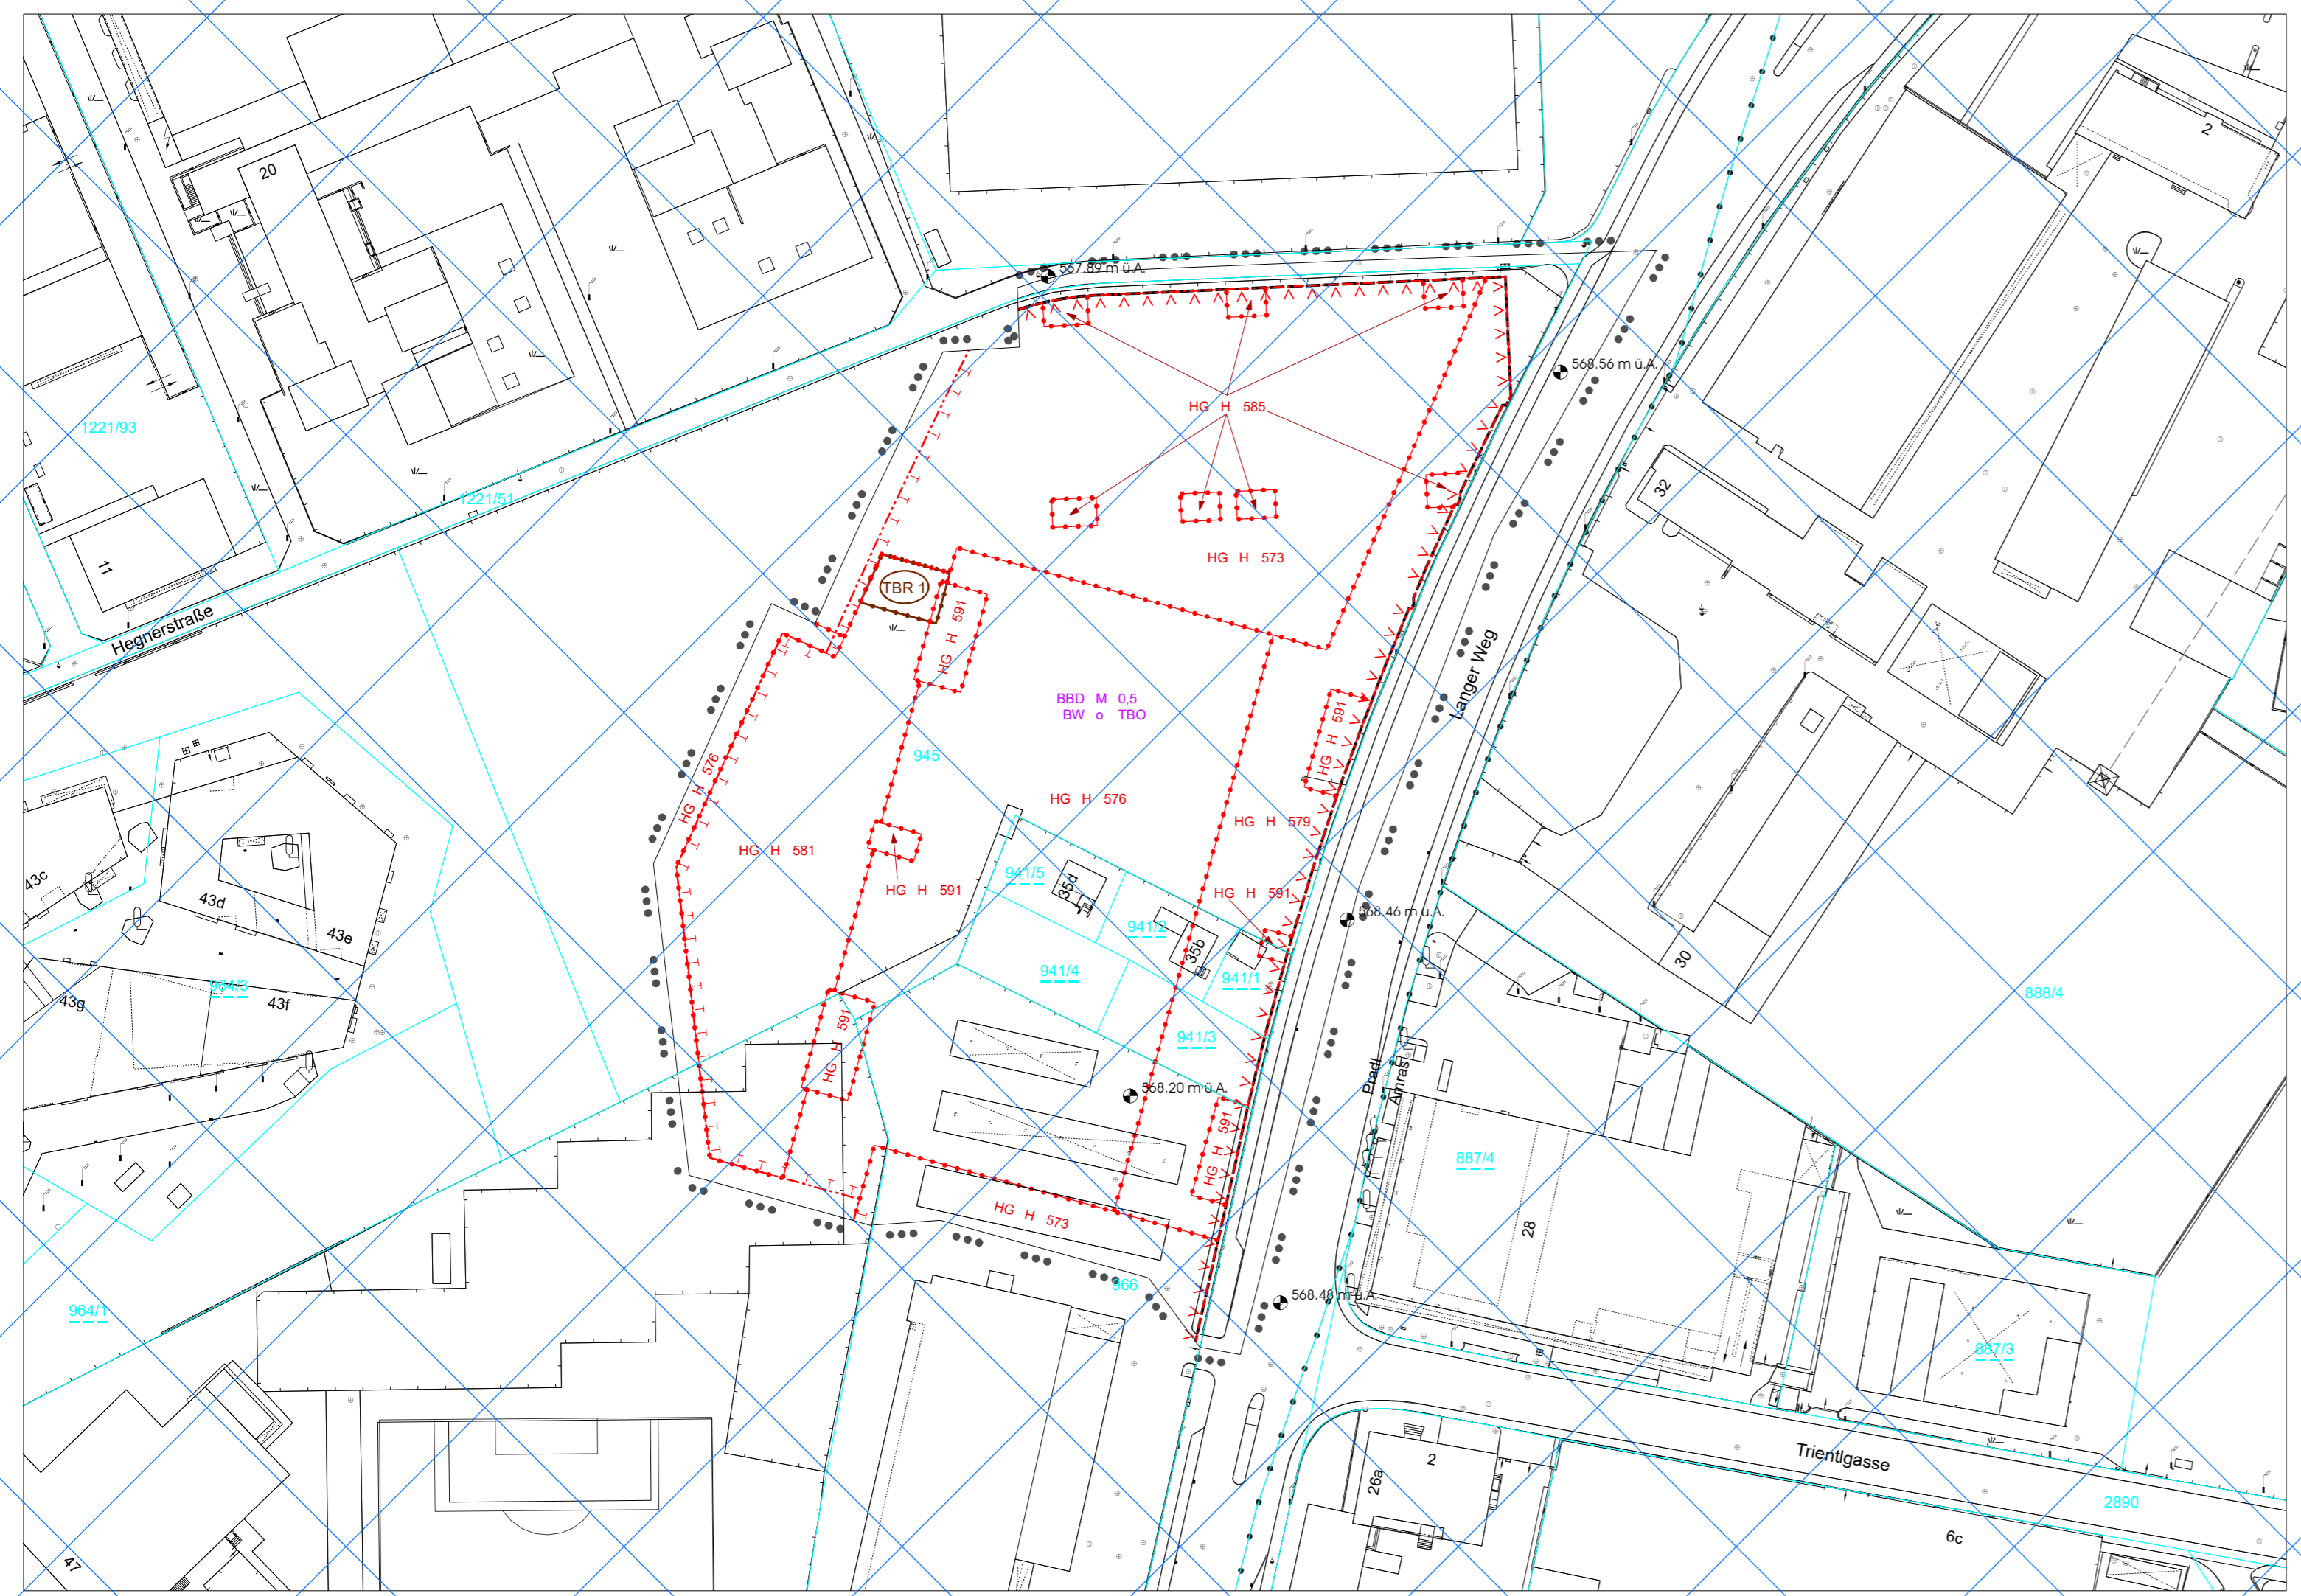 2
20
567.89 m ü.A.
568.56 m ü.A.
HG H 585
1221/93
1221/51
32
11
HG H 573
TBR 1
HG H 591
Hegnerstraße
Langer Weg
BBD M 0,5
BW o TBO
HG H 591
945
HG H 576
HG H 576
HG H 579
HG H 581
941/5
35d
HG H 591
HG H 591
43c
43d
43e
568.46 m ü.A.
941/2
35b
30
941/4
941/1
984/3
43g
43f
888/4
HG H 591
941/3
Pradl
Amras
568.20 m ü.A.
HG H 591
887/4
HG H 573
28
966
568.48 m ü.A.
964/1
887/3
Trientlgasse
2
26a
2890
6c
47